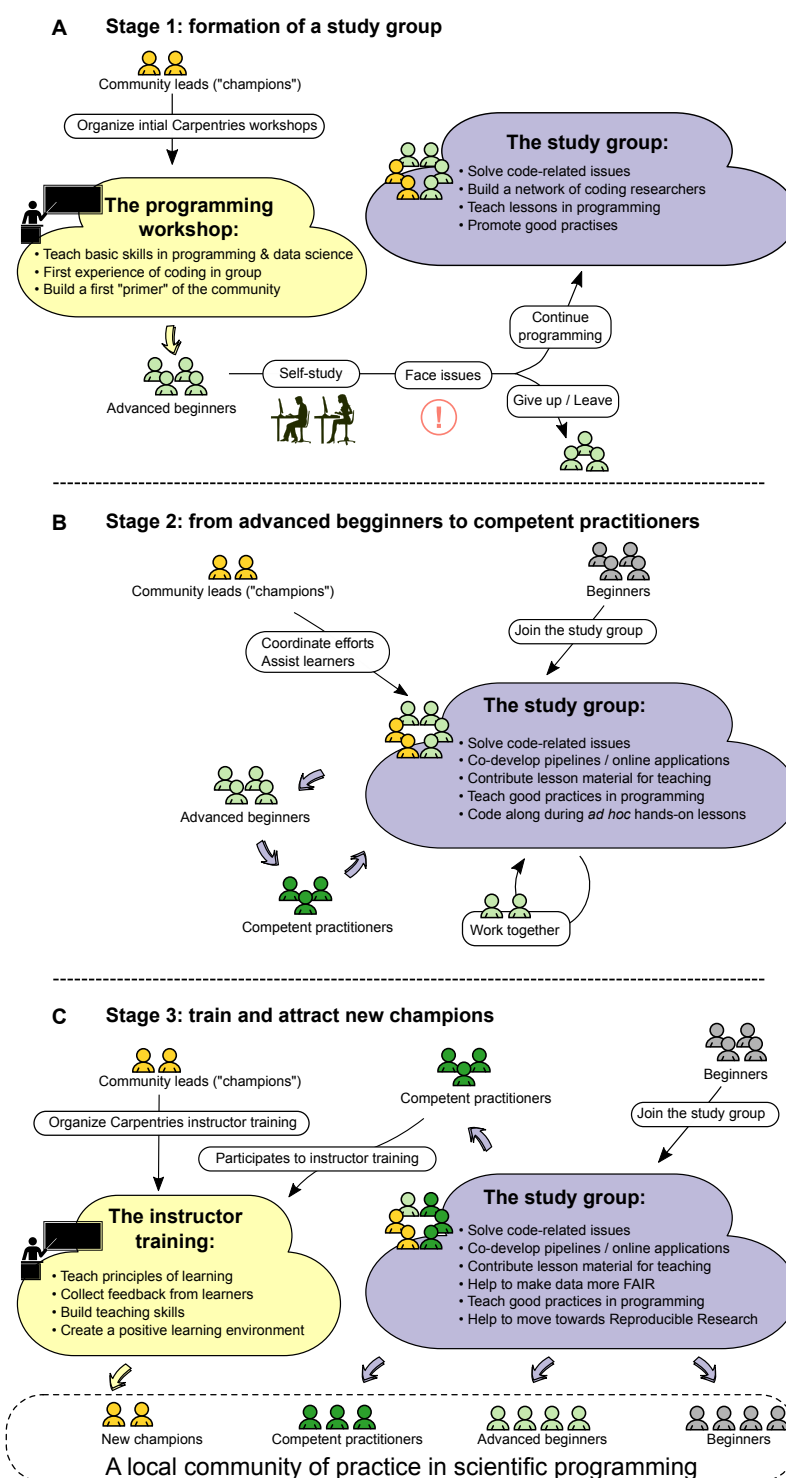 A Stage 1: formation of a study group
Community leads ("champions")
Organize intial Carpentries workshops
The programming
workshop:
• Teach basic skills in programming & data science
• First experience of coding in group
• Build a first "primer" of the community
The study group:
• Solve code-related issues
• Build a network of coding researchers
• Teach lessons in programming
• Promote good practises
Continue
programming
Advanced beginners
Self-study
Face issues
!
Give up / Leave
B Stage 2: from advanced begginners to competent practitioners
Community leads ("champions")
Beginners
Coordinate efforts
Assist learners
Join the study group
The study group:
• Solve code-related issues
• Co-develop pipelines / online applications
• Contribute lesson material for teaching
• Teach good practices in programming
• Code along during ad hoc hands-on lessons
Advanced beginners
Competent practitioners
Work together
C Stage 3: train and attract new champions
Community leads ("champions")
Competent practitioners
Beginners
Organize Carpentries instructor training
Join the study group
Participates to instructor training
The instructor
training:
• Teach principles of learning
• Collect feedback from learners
• Build teaching skills
• Create a positive learning environment
The study group:
• Solve code-related issues
• Co-develop pipelines / online applications
• Contribute lesson material for teaching
• Help to make data more FAIR
• Teach good practices in programming
• Help to move towards Reproducible Research
New champions
Competent practitioners
Advanced beginners
Beginners
A local community of practice in scientific programming